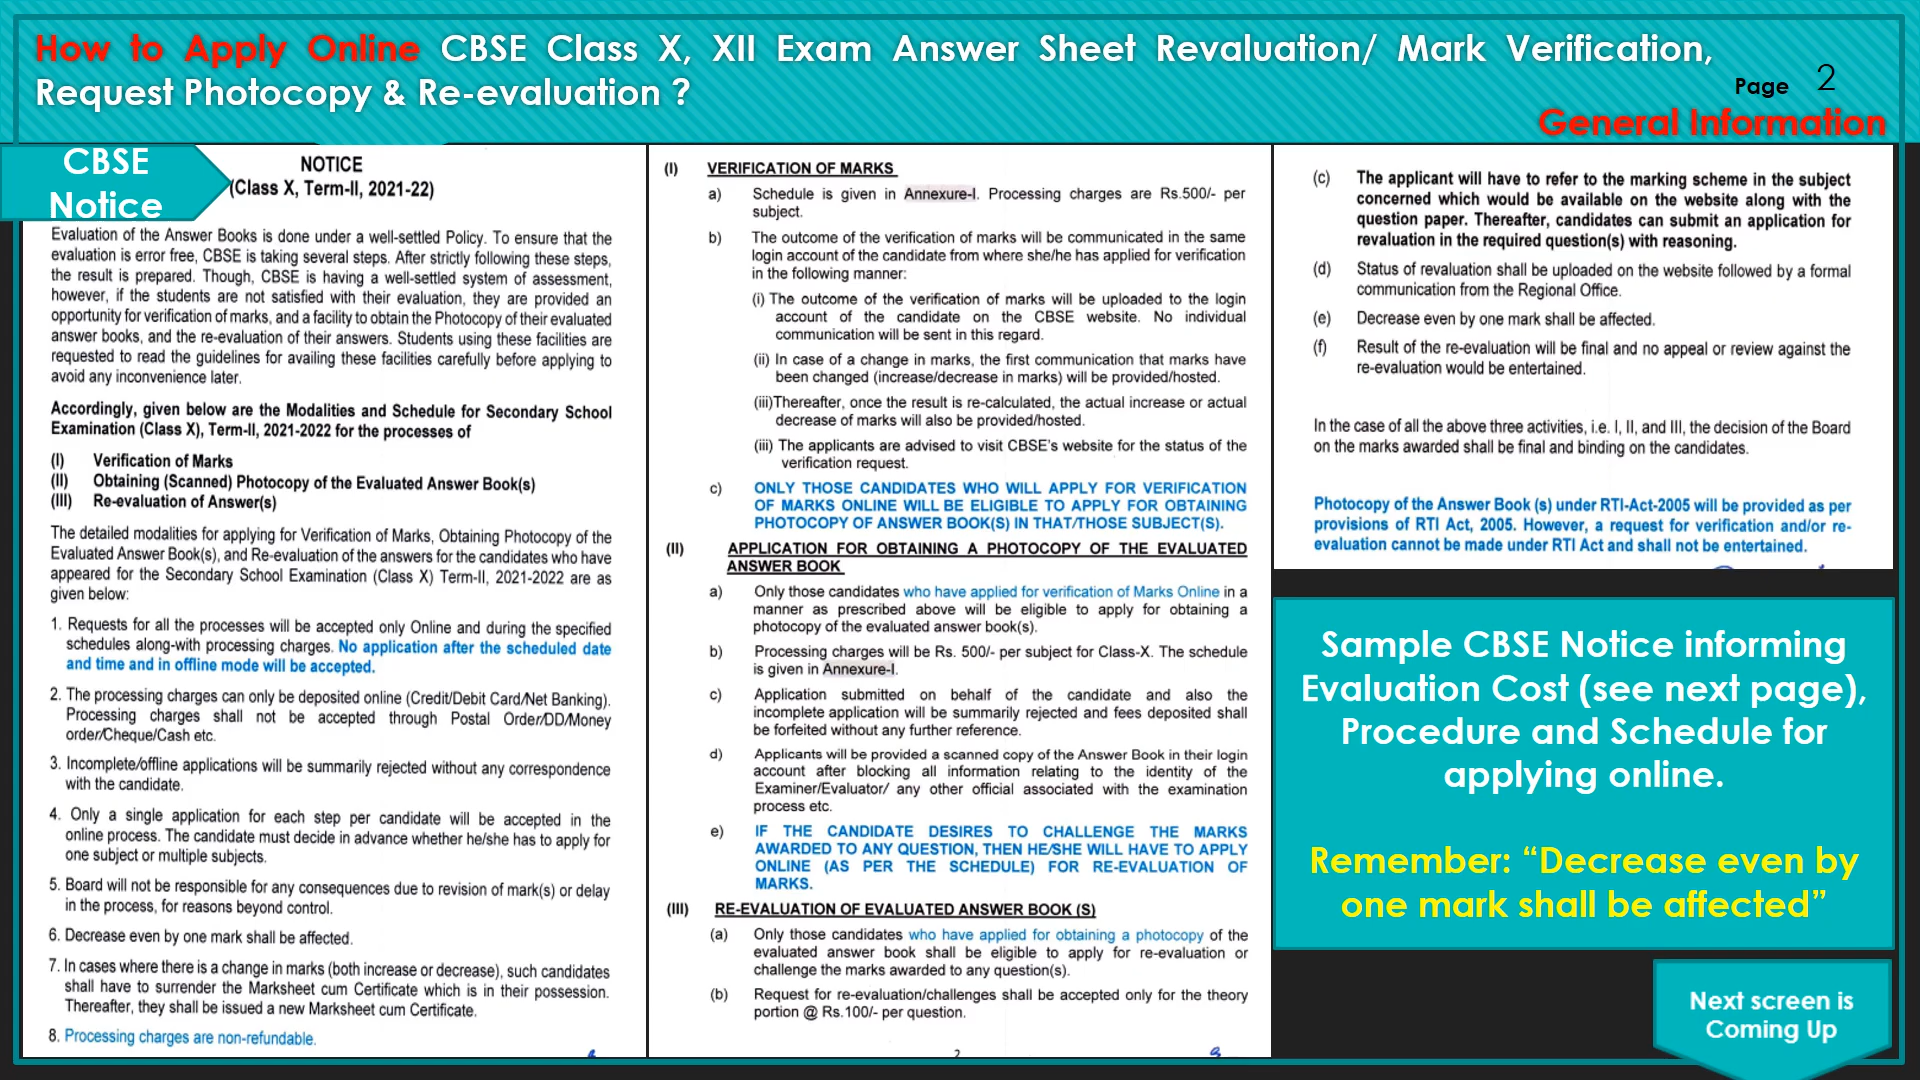 How to Apply Online CBSE Class X, XII Exam Answer Sheet Revaluation/ Mark Verification,
Request Photocopy & Re-evaluation ?
Page 2
General Information
CBSE
Notice
NOTICE
(Class X, Term-II, 2021-22)
Evaluation of the Answer Books is done under a well-settled Policy. To ensure that the
evaluation is error free, CBSE is taking several steps. After strictly following these steps,
the result is prepared. Though, CBSE is having a well-settled system of assessment,
however, if the students are not satisfied with their evaluation, they are provided an
opportunity for verification of marks, and a facility to obtain the Photocopy of their evaluated
answer books, and the re-evaluation of their answers. Students using these facilities are
requested to read the guidelines for availing these facilities carefully before applying to
avoid any inconvenience later.
Accordingly, given below are the Modalities and Schedule for Secondary School
Examination (Class X), Term-II, 2021-2022 for the processes of
(I) Verification of Marks
(II) Obtaining (Scanned) Photocopy of the Evaluated Answer Book(s)
(III) Re-evaluation of Answer(s)
The detailed modalities for applying for Verification of Marks, Obtaining Photocopy of the
Evaluated Answer Book(s), and Re-evaluation of the answers for the candidates who have
appeared for the Secondary School Examination (Class X) Term-II, 2021-2022 are as
given below:
1. Requests for all the processes will be accepted only Online and during the specified
schedules along-with processing charges. No application after the scheduled date
and time and in offline mode will be accepted.
2. The processing charges can only be deposited online (Credit/Debit Card/Net Banking).
Processing charges shall not be accepted through Postal Order/DD/Money
order/Cheque/Cash etc.
3. Incomplete/offline applications will be summarily rejected without any correspondence
with the candidate.
4. Only a single application for each step per candidate will be accepted in the
online process. The candidate must decide in advance whether he/she has to apply for
one subject or multiple subjects.
5. Board will not be responsible for any consequences due to revision of mark(s) or delay
in the process, for reasons beyond control.
6. Decrease even by one mark shall be affected.
7. In cases where there is a change in marks (both increase or decrease), such candidates
shall have to surrender the Marksheet cum Certificate which is in their possession.
Thereafter, they shall be issued a new Marksheet cum Certificate.
8. Processing charges are non-refundable.
(I) VERIFICATION OF MARKS
a) Schedule is given in Annexure-I. Processing charges are Rs.500/- per
subject.
b) The outcome of the verification of marks will be communicated in the same
login account of the candidate from where she/he has applied for verification
in the following manner:
(i) The outcome of the verification of marks will be uploaded to the login
account of the candidate on the CBSE website. No individual
communication will be sent in this regard.
(ii) In case of a change in marks, the first communication that marks have
been changed (increase/decrease in marks) will be provided/hosted.
(iii)Thereafter, once the result is re-calculated, the actual increase or actual
decrease of marks will also be provided/hosted.
(iii) The applicants are advised to visit CBSE's website for the status of the
verification request.
c) ONLY THOSE CANDIDATES WHO WILL APPLY FOR VERIFICATION
OF MARKS ONLINE WILL BE ELIGIBLE TO APPLY FOR OBTAINING
PHOTOCOPY OF ANSWER BOOK(S) IN THAT/THOSE SUBJECT(S).
(II) APPLICATION FOR OBTAINING A PHOTOCOPY OF THE EVALUATED
ANSWER BOOK
a) Only those candidates who have applied for verification of Marks Online in a
manner as prescribed above will be eligible to apply for obtaining a
photocopy of the evaluated answer book(s).
b) Processing charges will be Rs. 500/- per subject for Class-X. The schedule
is given in Annexure-I.
c) Application submitted on behalf of the candidate and also the
incomplete application will be summarily rejected and fees deposited shall
be forfeited without any further reference.
d) Applicants will be provided a scanned copy of the Answer Book in their login
account after blocking all information relating to the identity of the
Examiner/Evaluator/ any other official associated with the examination
process etc.
e) IF THE CANDIDATE DESIRES TO CHALLENGE THE MARKS
AWARDED TO ANY QUESTION, THEN HE/SHE WILL HAVE TO APPLY
ONLINE (AS PER THE SCHEDULE) FOR RE-EVALUATION OF
MARKS.
(III) RE-EVALUATION OF EVALUATED ANSWER BOOK (S)
(a) Only those candidates who have applied for obtaining a photocopy of the
evaluated answer book shall be eligible to apply for re-evaluation or
challenge the marks awarded to any question(s).
(b) Request for re-evaluation/challenges shall be accepted only for the theory
portion @ Rs.100/- per question.
2
(c) The applicant will have to refer to the marking scheme in the subject
concerned which would be available on the website along with the
question paper. Thereafter, candidates can submit an application for
revaluation in the required question(s) with reasoning.
(d) Status of revaluation shall be uploaded on the website followed by a formal
communication from the Regional Office.
(e) Decrease even by one mark shall be affected.
(f) Result of the re-evaluation will be final and no appeal or review against the
re-evaluation would be entertained.
In the case of all the above three activities, i.e. I, II, and III, the decision of the Board
on the marks awarded shall be final and binding on the candidates.
Photocopy of the Answer Book (s) under RTI-Act-2005 will be provided as per
provisions of RTI Act, 2005. However, a request for verification and/or re-
evaluation cannot be made under RTI Act and shall not be entertained.
Sample CBSE Notice informing
Evaluation Cost (see next page),
Procedure and Schedule for
applying online.
Remember: “Decrease even by
one mark shall be affected”
Next screen is
Coming Up